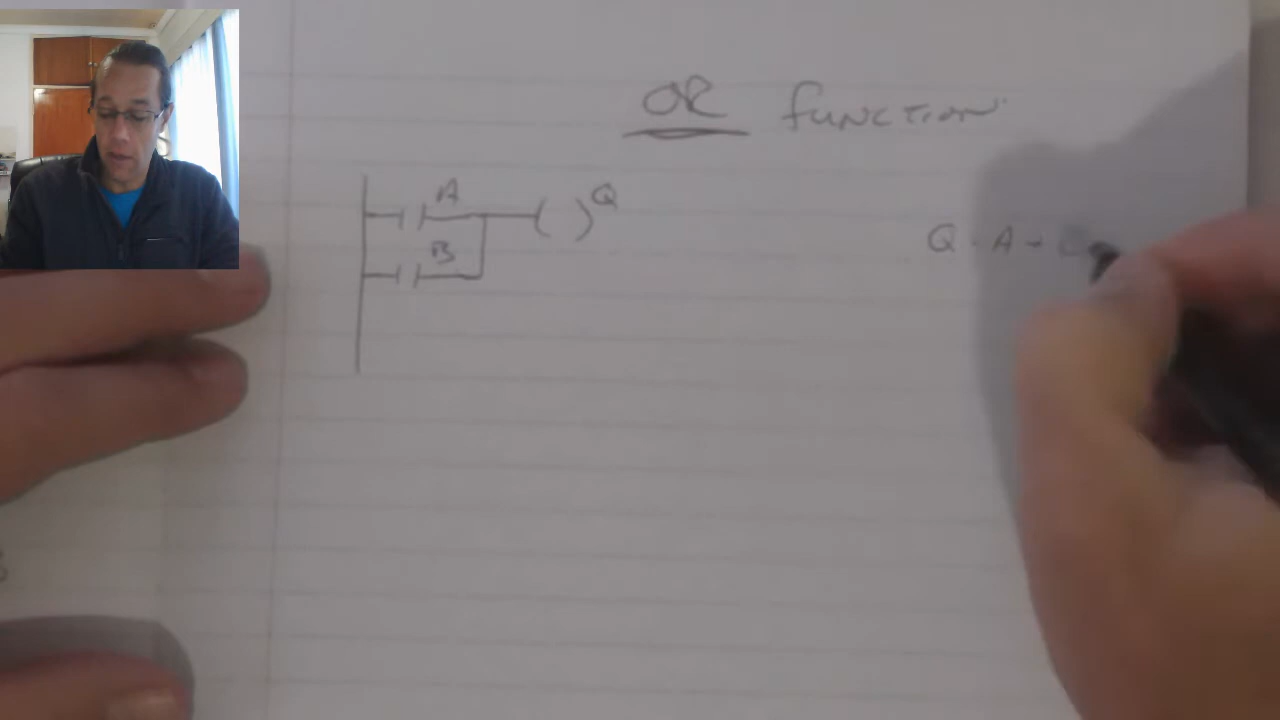 OR function
A
Q
B
Q = A +